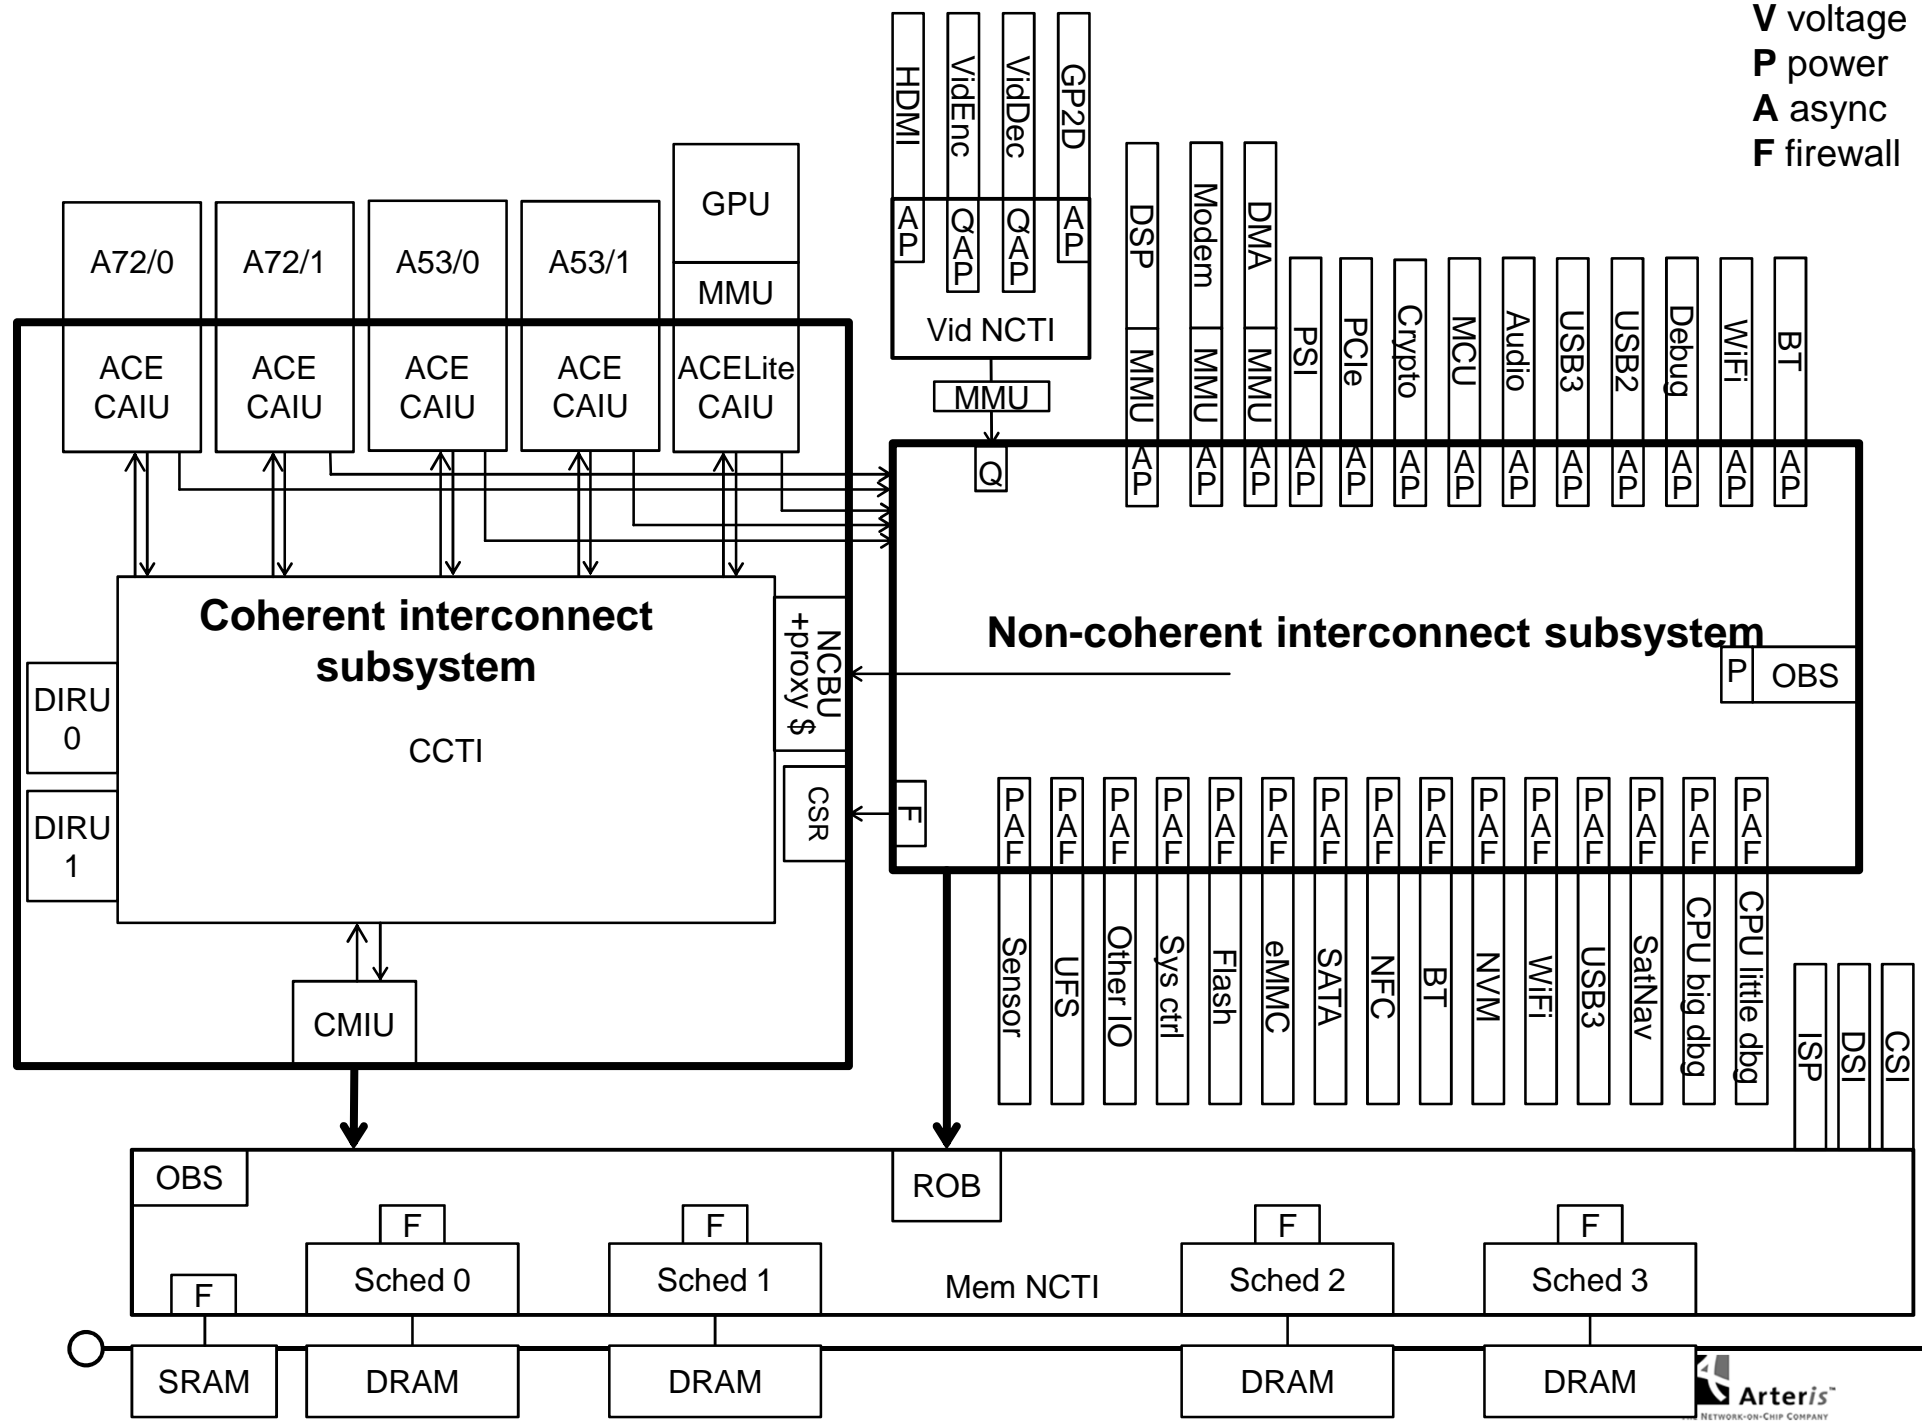 V voltage
P power
A async
F firewall
HDMI
VidEnc
VidDec
GP2D
A
P
Q
A
P
Q
A
P
A
P
Vid NCTI
MMU
Q
GPU
MMU
A72/0
A72/1
A53/0
A53/1
ACE
CAIU
ACE
CAIU
ACE
CAIU
ACE
CAIU
ACELite
CAIU
DSP
MMU
Modem
MMU
DMA
MMU
PSI
PCIe
Crypto
MCU
Audio
USB3
USB2
Debug
WiFi
BT
A
P
A
P
A
P
A
P
A
P
A
P
A
P
A
P
A
P
A
P
A
P
A
P
A
P
Coherent interconnect
subsystem
CCTI
NCBU
+proxy $
CSR
DIRU
0
DIRU
1
CMIU
Non-coherent interconnect subsystem
P
OBS
F
P
A
F
P
A
F
P
A
F
P
A
F
P
A
F
P
A
F
P
A
F
P
A
F
P
A
F
P
A
F
P
A
F
P
A
F
P
A
F
P
A
F
P
A
F
Sensor
UFS
Other IO
Sys ctrl
Flash
eMMC
SATA
NFC
BT
NVM
WiFi
USB3
SatNav
CPU big dbg
CPU little dbg
ISP
DSI
CSI
OBS
ROB
F
F
F
F
Sched 0
Sched 1
Mem NCTI
Sched 2
Sched 3
F
SRAM
DRAM
DRAM
DRAM
DRAM
Arteris™
NETWORK-ON-CHIP COMPANY